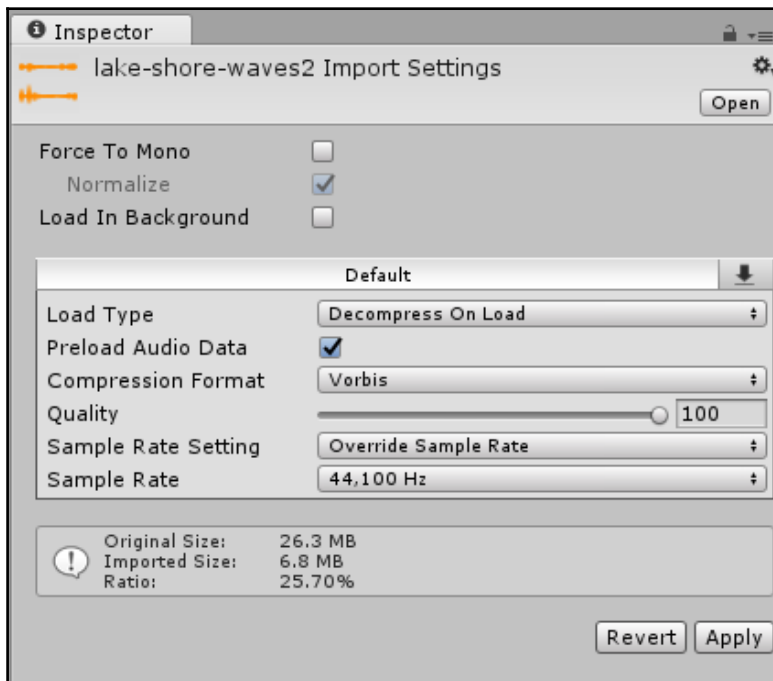 Inspector
lake-shore-waves2 Import Settings
Open
Force To Mono
Normalize
Load In Background
Default
Load Type Decompress On Load
Preload Audio Data
Compression Format Vorbis
Quality 100
Sample Rate Setting Override Sample Rate
Sample Rate 44,100 Hz
Original Size: 26.3 MB
Imported Size: 6.8 MB
Ratio: 25.70%
Revert Apply